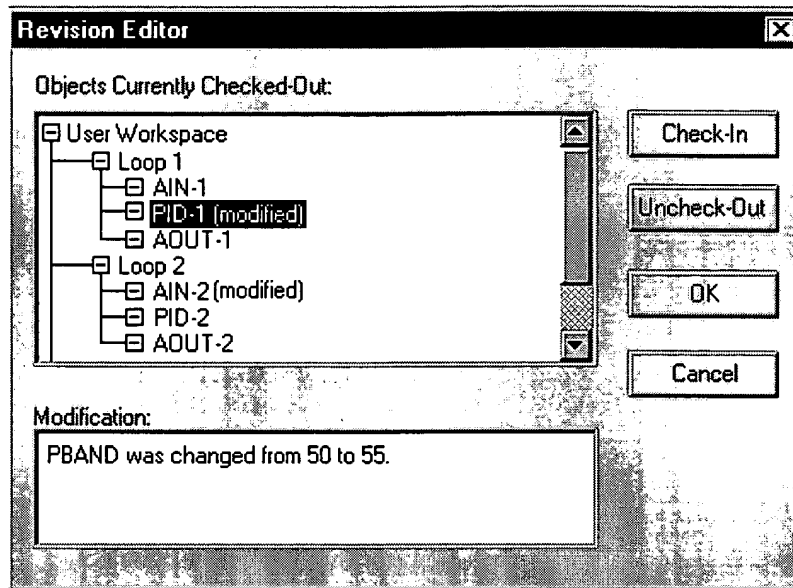 Revision Editor
Objects Currently Checked-Out:
User Workspace
Loop 1
AIN-1
PID-1 (modified)
AOUT-1
Loop 2
AIN-2(modified)
PID-2
AOUT-2
Check-In
Uncheck-Out
OK
Cancel
Modification:
PBAND was changed from 50 to 55.